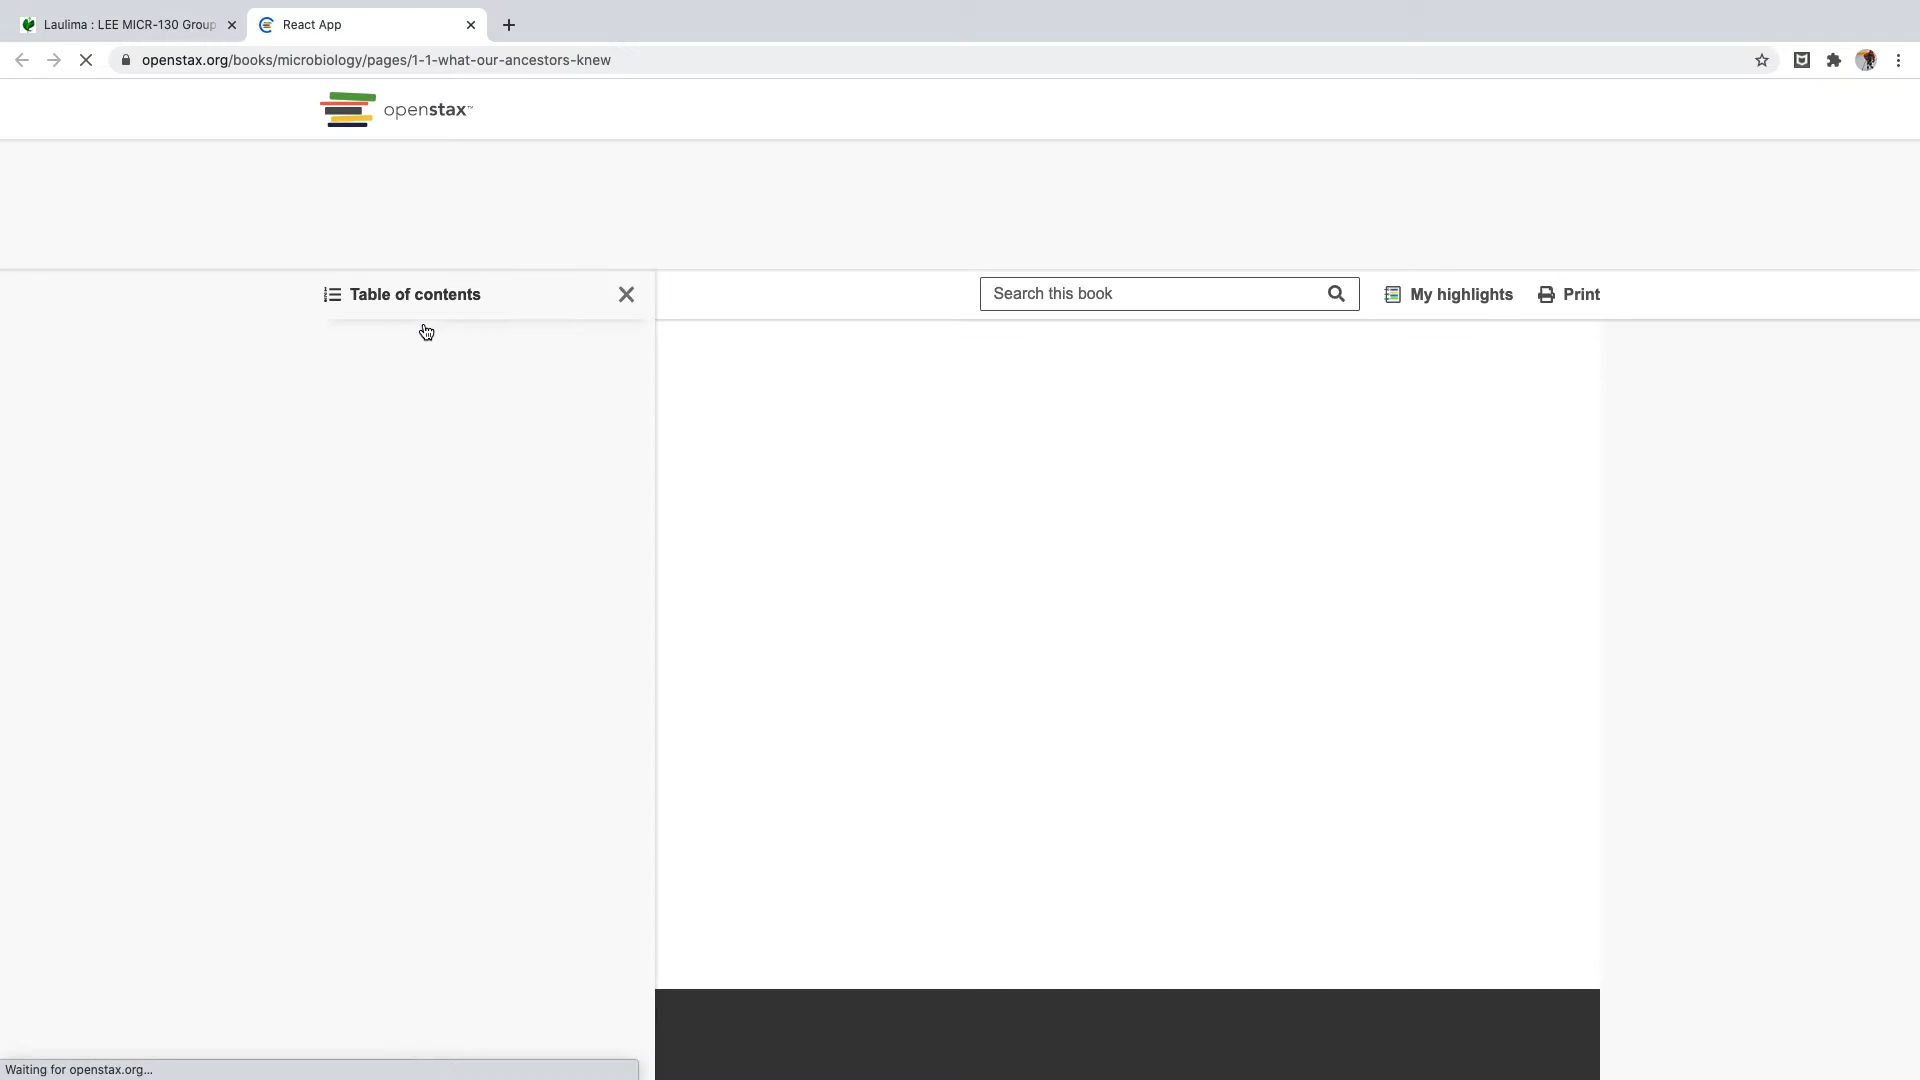 Laulima : LEE MICR-130 Group
React App
openstax.org/books/microbiology/pages/1-1-what-our-ancestors-knew
openstax™
Table of contents
Search this book
My highlights
Print
Waiting for openstax.org...